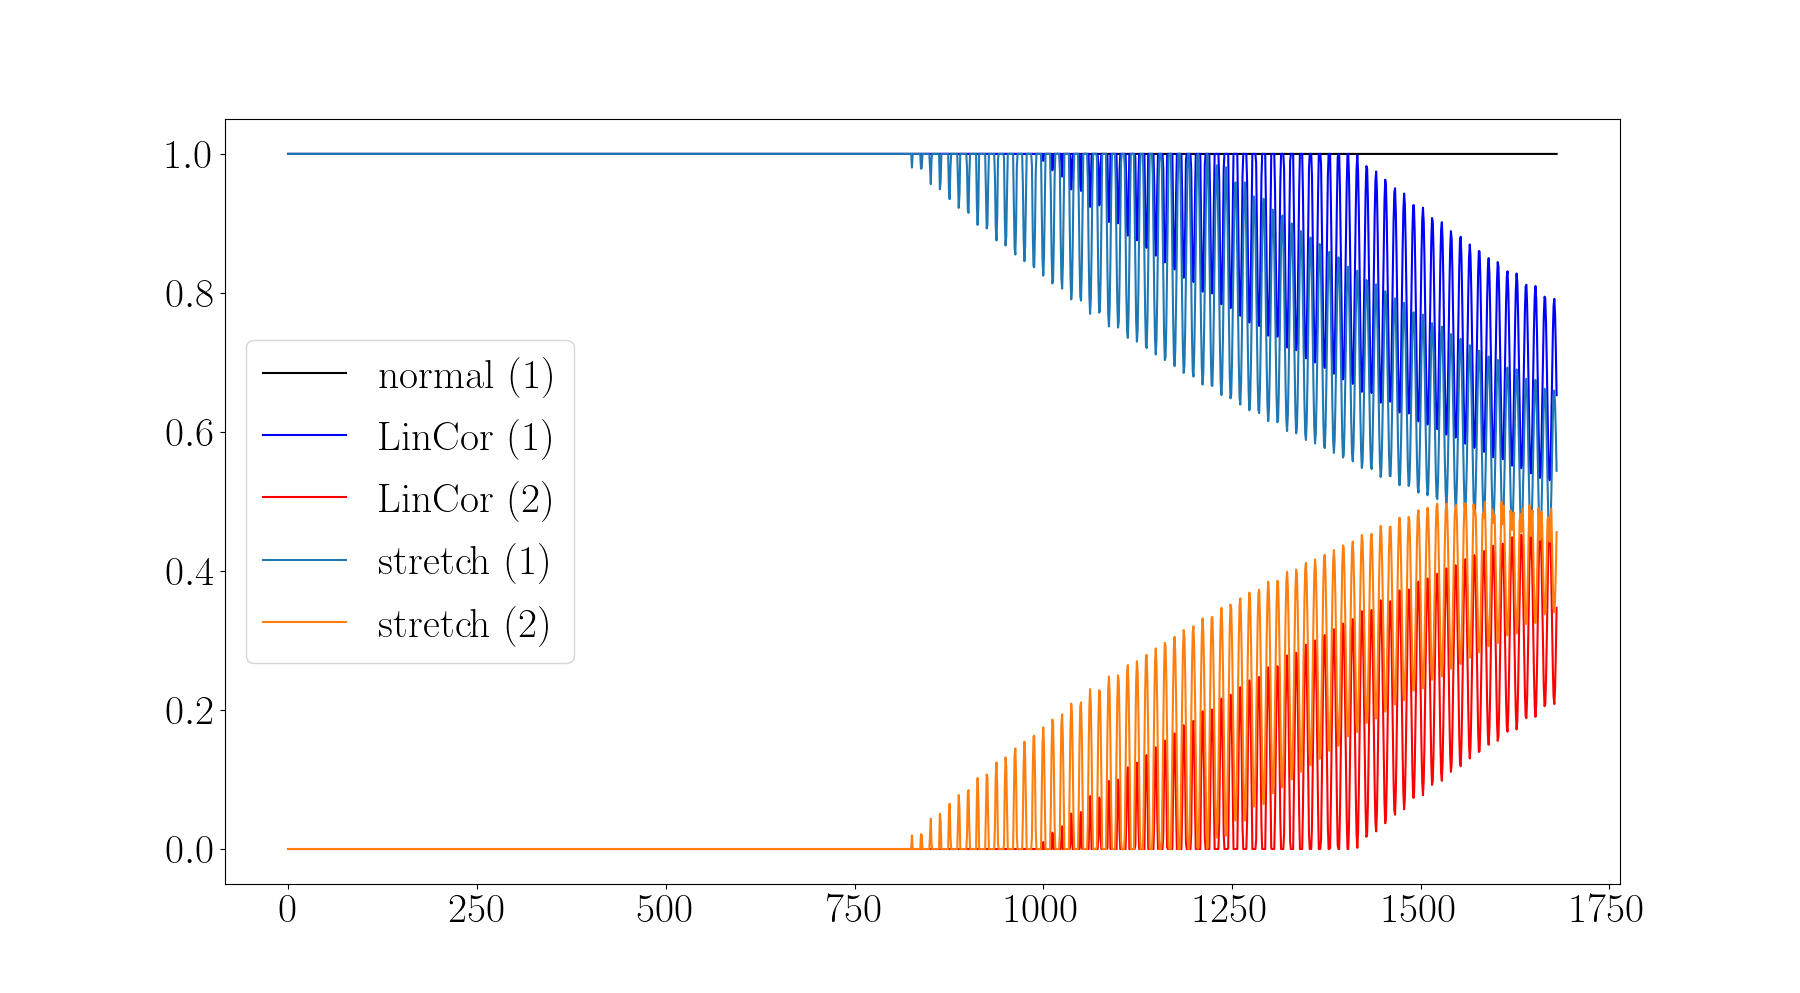 1.0
0.8
0.6
0.4
0.2
0.0
normal (1)
LinCor (1)
LinCor (2)
stretch (1)
stretch (2)
0 250 500 750 1000 1250 1500 1750